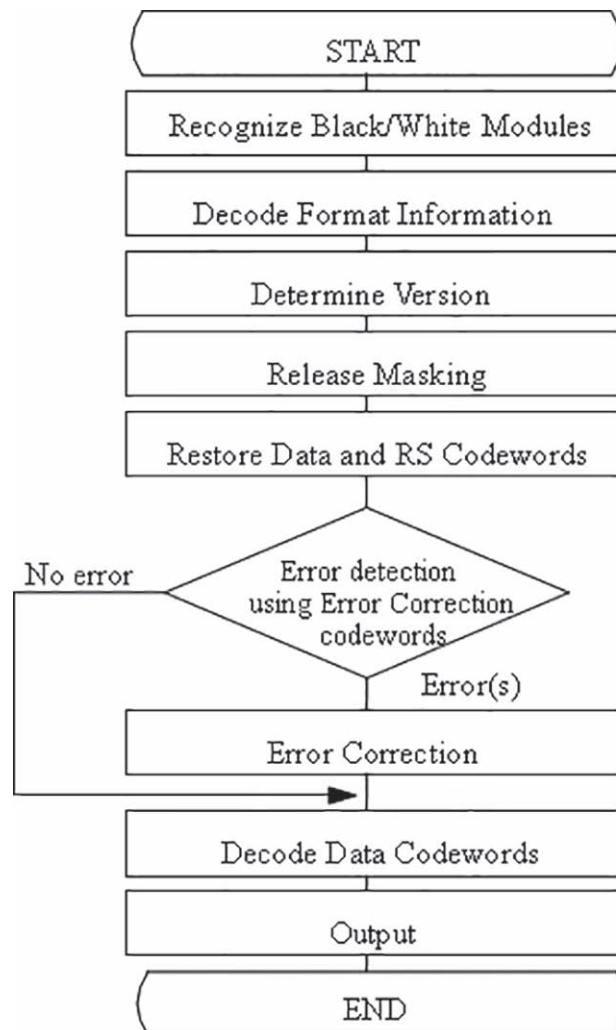 START
Recognize Black/White Modules
Decode Format Information
Determine Version
Release Masking
Restore Data and RS Codewords
No error
Error detection
using Error Correction
codewords
Error(s)
Error Correction
Decode Data Codewords
Output
END